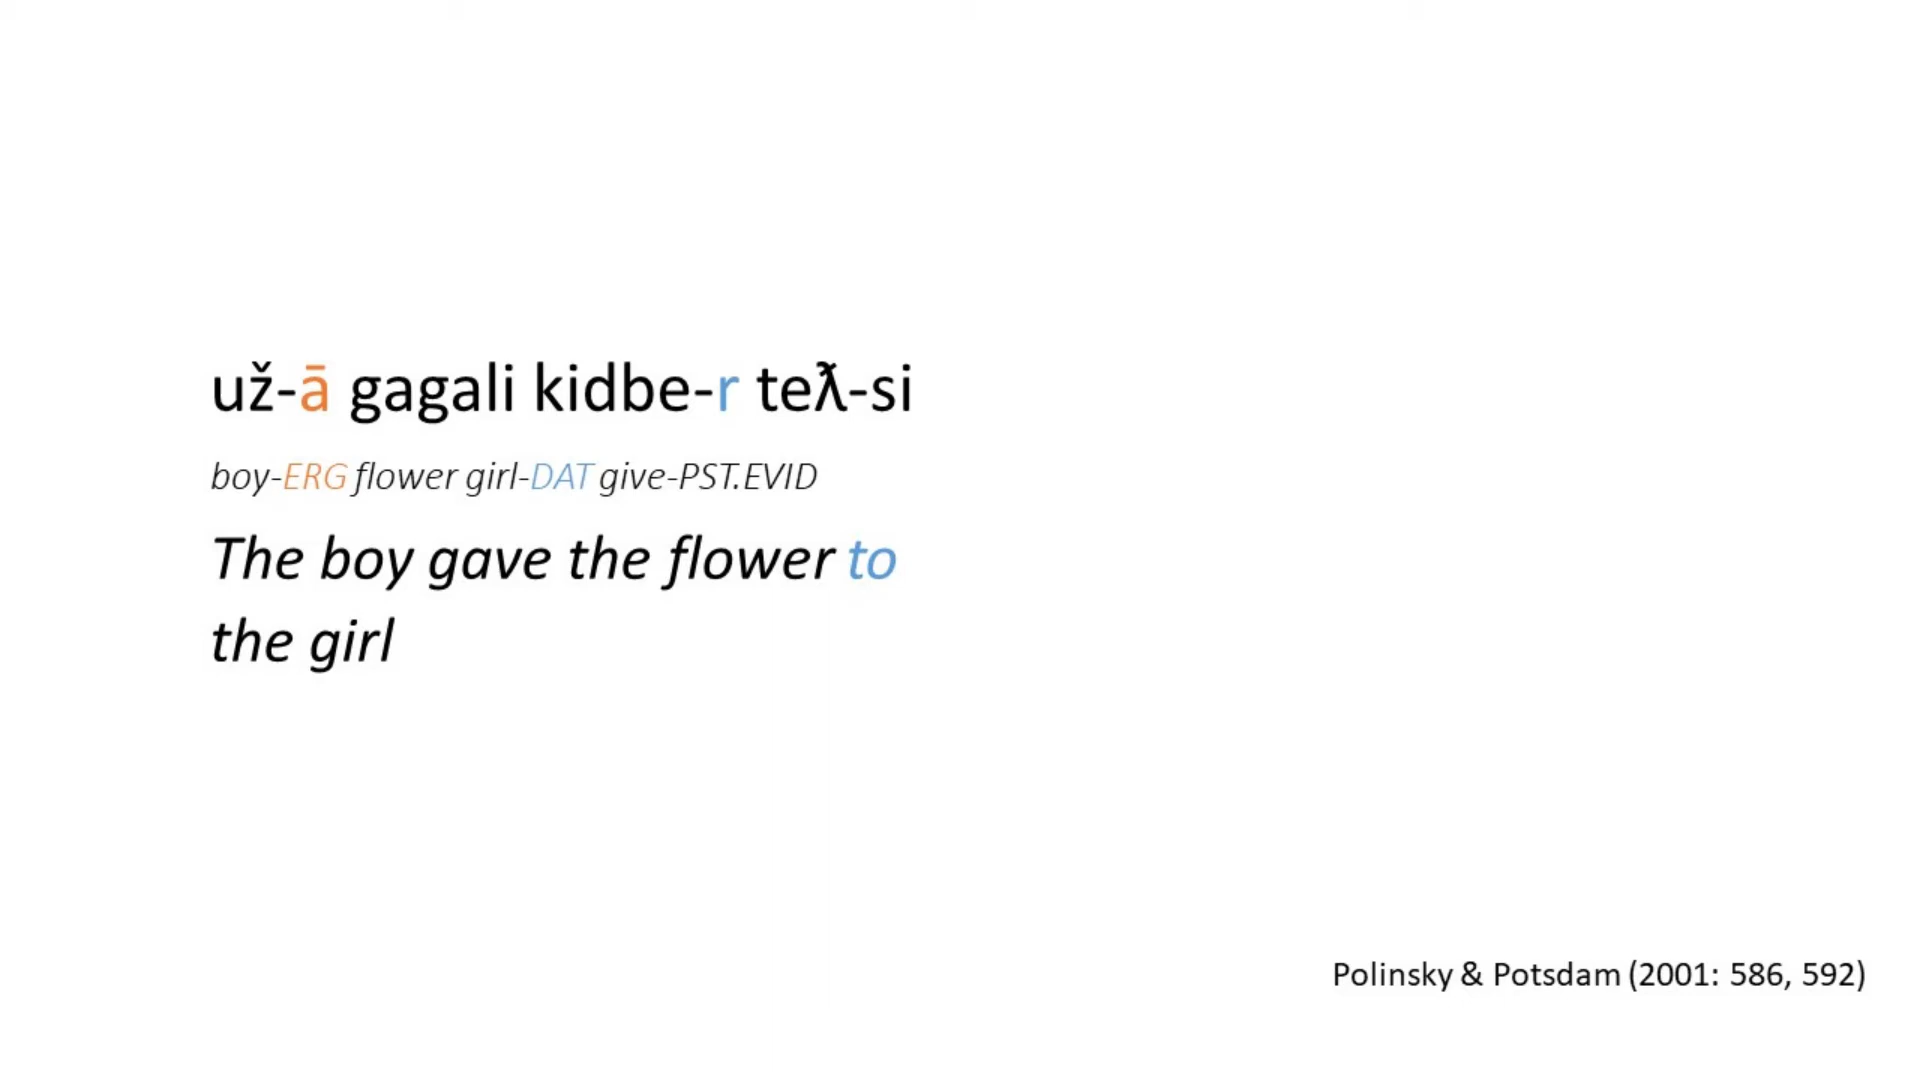 už-ā gagali kidbe-r teƛ-si
boy-ERG flower girl-DAT give-PST.EVID
The boy gave the flower to
the girl
Polinsky & Potsdam (2001: 586, 592)